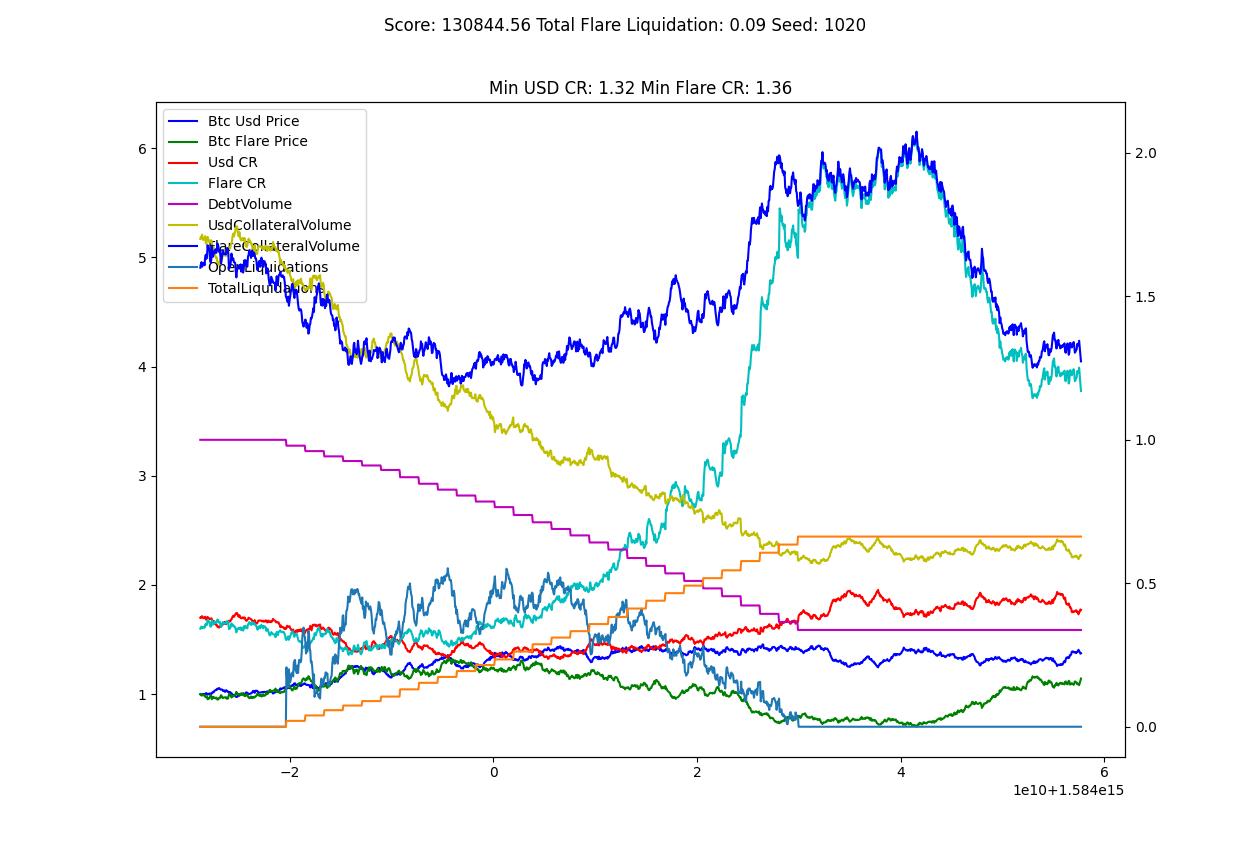 Score: 130844.56 Total Flare Liquidation: 0.09 Seed: 1020
Min USD CR: 1.32 Min Flare CR: 1.36
Btc Usd Price
Btc Flare Price
Usd CR
Flare CR
DebtVolume
UsdCollateralVolume
FlareCollateralVolume
OpenLiquidations
TotalLiquidations
6
5
4
3
2
1
2.0
1.5
1.0
0.5
0.0
−2
0
2
4
6
1e10+1.584e15